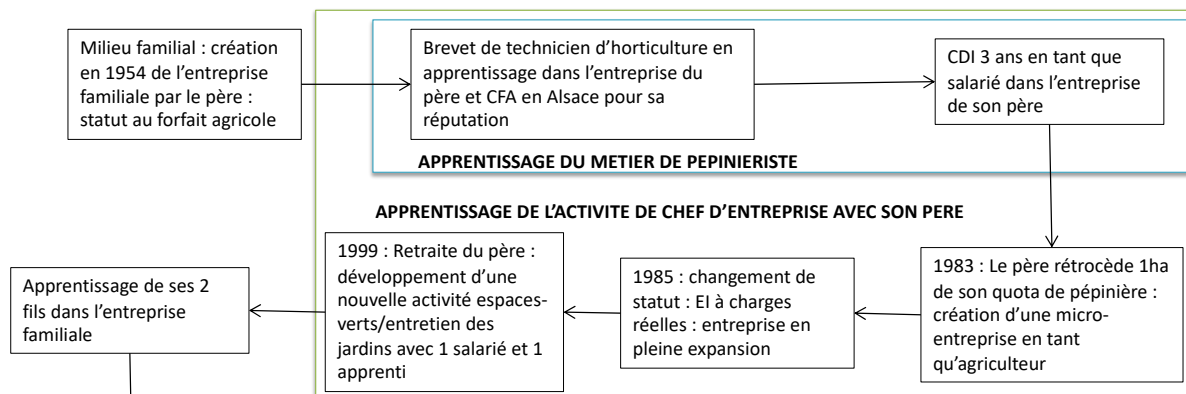 Milieu familial : création
en 1954 de l'entreprise
familiale par le père :
statut au forfait agricole
Brevet de technicien d'horticulture en
apprentissage dans l'entreprise du
père et CFA en Alsace pour sa
réputation
CDI 3 ans en tant que
salarié dans l'entreprise
de son père
APPRENTISSAGE DU METIER DE PEPINIERISTE
APPRENTISSAGE DE L'ACTIVITE DE CHEF D'ENTREPRISE AVEC SON PERE
1983 : Le père rétrocède 1ha
de son quota de pépinière :
création d'une micro-
entreprise en tant
qu'agriculteur
1985 : changement de
statut : EI à charges
réelles : entreprise en
pleine expansion
1999 : Retraite du père :
développement d'une
nouvelle activité espaces-
verts/entretien des
jardins avec 1 salarié et 1
apprenti
Apprentissage de ses 2
fils dans l'entreprise
familiale